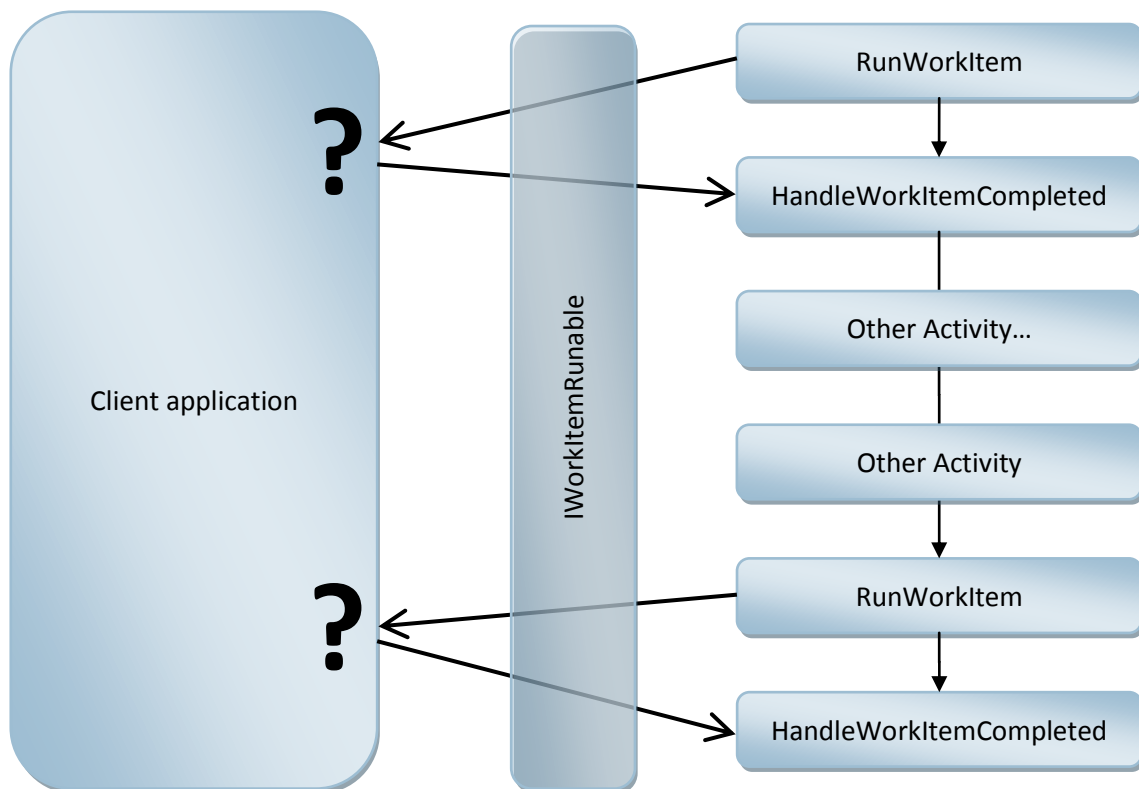 RunWorkItem
?
HandleWorkItemCompleted
Other Activity…
Client application
IWorkItemRunable
Other Activity
RunWorkItem
?
HandleWorkItemCompleted